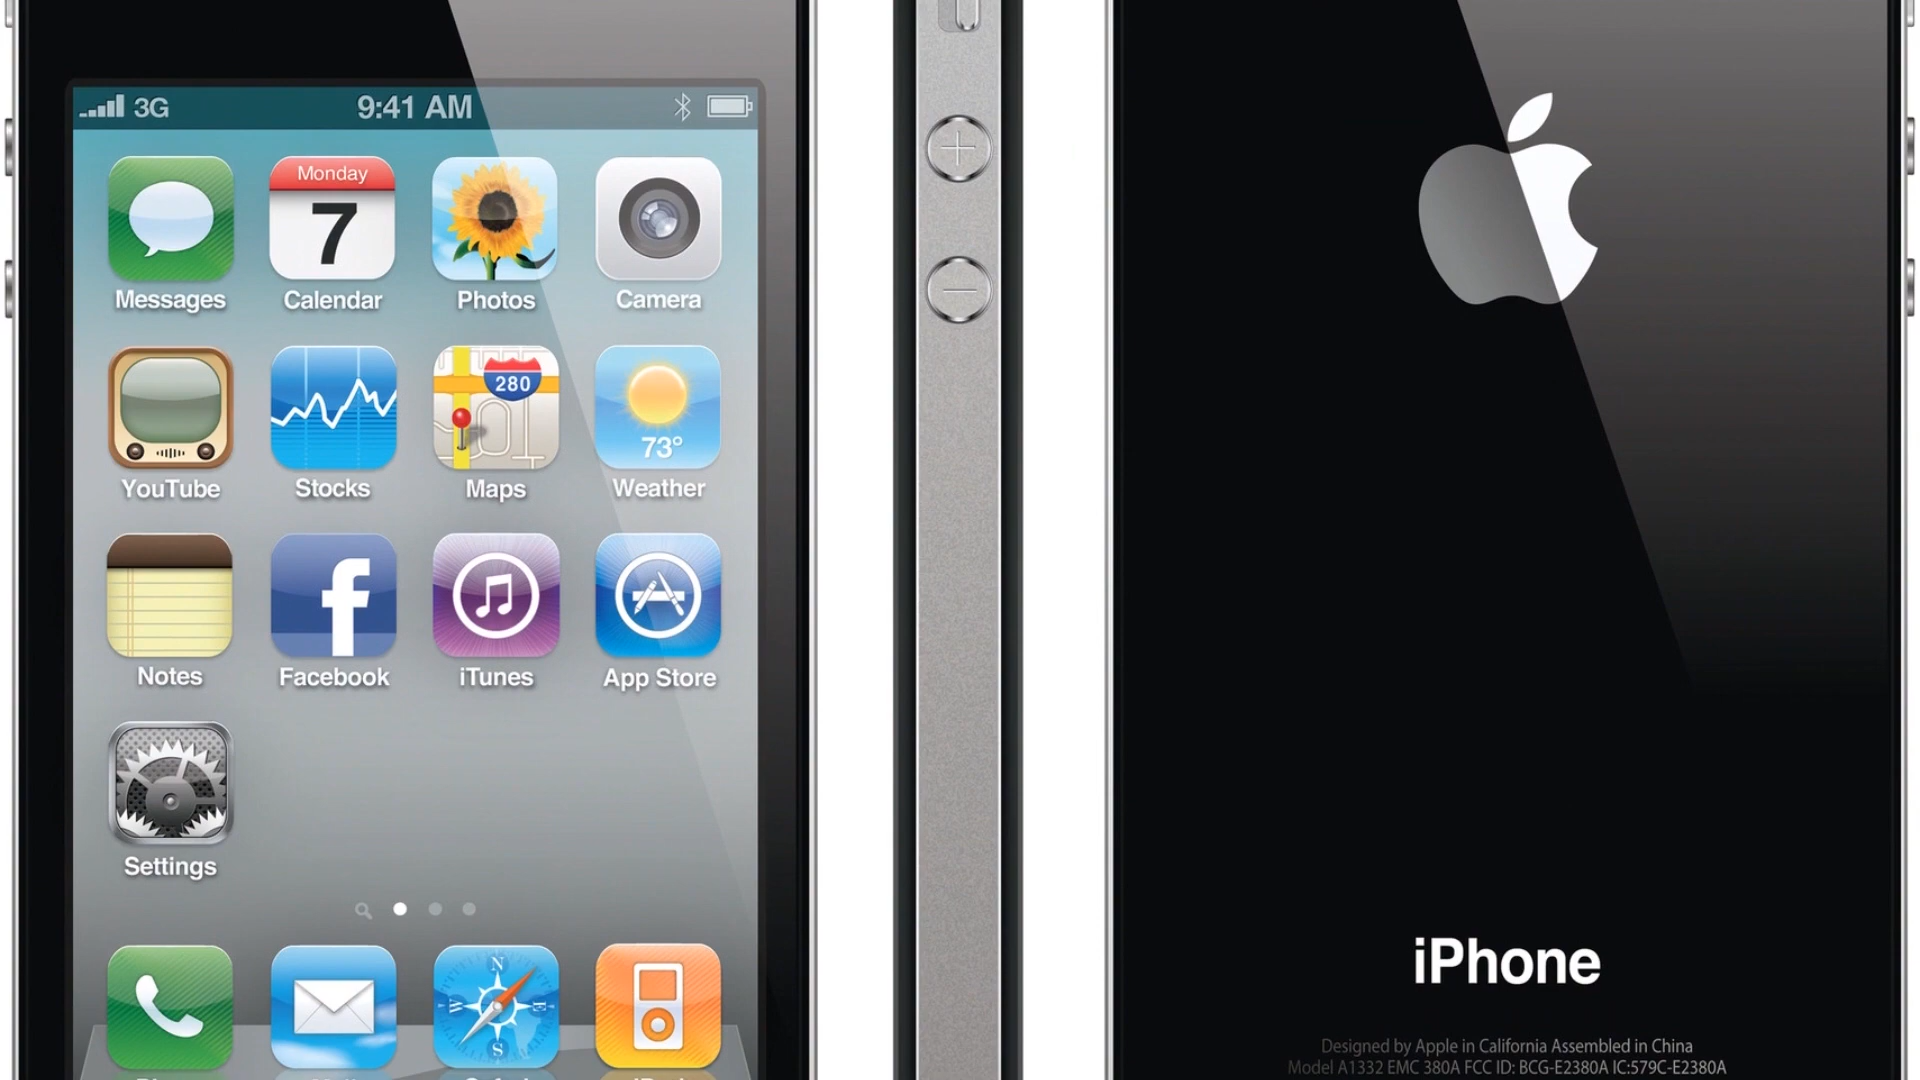 3G 9:41 AM
Monday
7
Messages Calendar Photos Camera
280
73°
YouTube Stocks Maps Weather
f
Notes Facebook iTunes App Store
Settings
N
W E
S
iPhone
Designed by Apple in California Assembled in China
Model A1332 EMC 380A FCC ID: BCG-E2380A IC:579C-E2380A